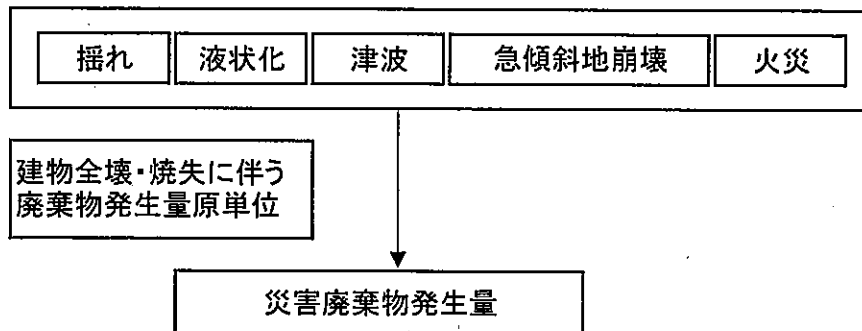 揺れ
液状化
津波
急傾斜地崩壊
火災
建物全壊・焼失に伴う
廃棄物発生量原単位
災害廃棄物発生量